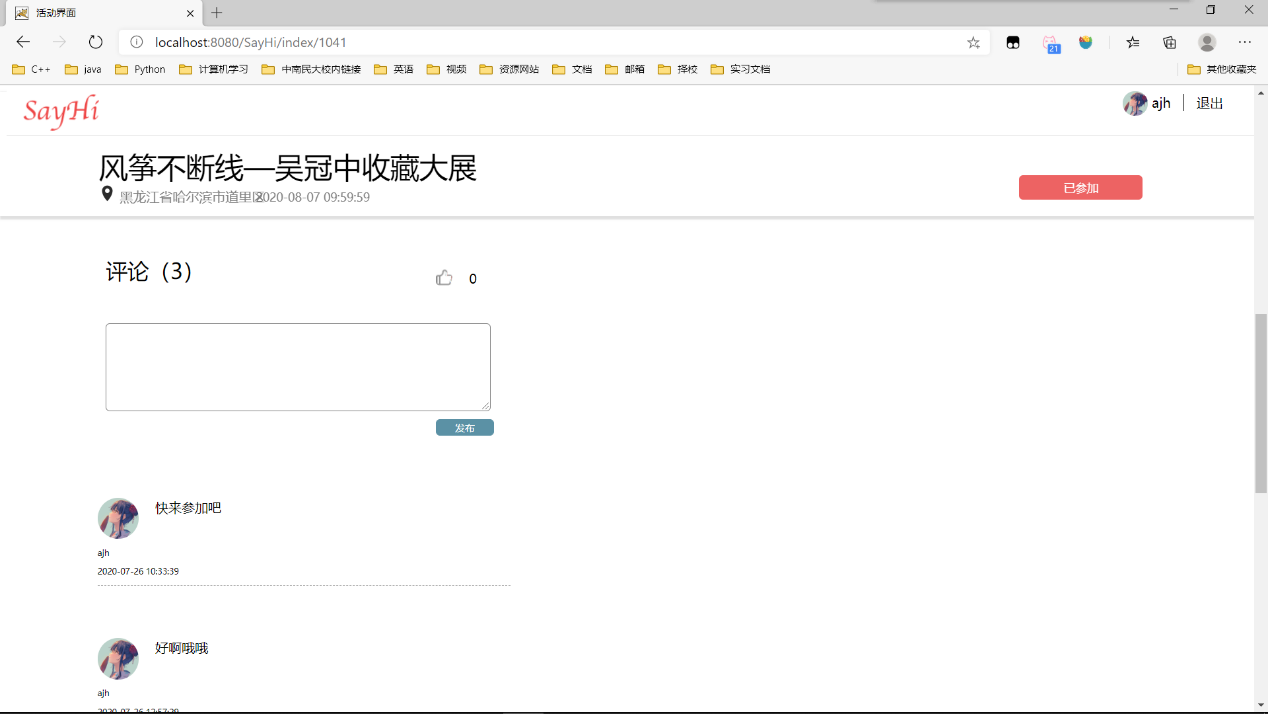 活动界面
localhost:8080/SayHi/index/1041
21
C++ java Python 计算机学习 中南民大校内链接 英语 视频 资源网站 文档 邮箱 择校 实习文档 其他收藏夹
SayHi
ajh 退出
风筝不断线—吴冠中收藏大展
黑龙江省哈尔滨市道里区2020-08-07 09:59:59
已参加
评论（3） 0
发布
快来参加吧
ajh
2020-07-26 10:33:39
好啊哦哦
ajh